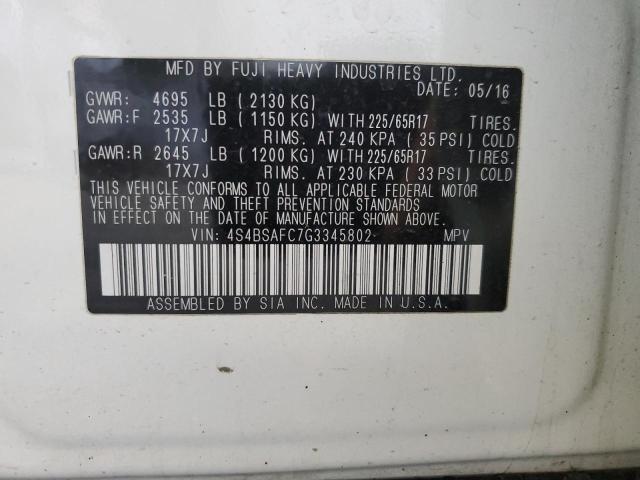 MFD BY FUJI HEAVY INDUSTRIES LTD.
DATE: 05/16
GVWR: 4695 LB ( 2130 KG)
GAWR:F 2535 LB ( 1150 KG) WITH 225/65R17 TIRES.
17X7J RIMS. AT 240 KPA ( 35 PSI) COLD
GAWR:R 2645 LB ( 1200 KG) WITH 225/65R17 TIRES.
17X7J RIMS. AT 230 KPA ( 33 PSI) COLD
THIS VEHICLE CONFORMS TO ALL APPLICABLE FEDERAL MOTOR
VEHICLE SAFETY AND THEFT PREVENTION STANDARDS
IN EFFECT ON THE DATE OF MANUFACTURE SHOWN ABOVE.
VIN: 4S4BSAFC7G3345802 MPV
ASSEMBLED BY SIA INC. MADE IN U.S.A.